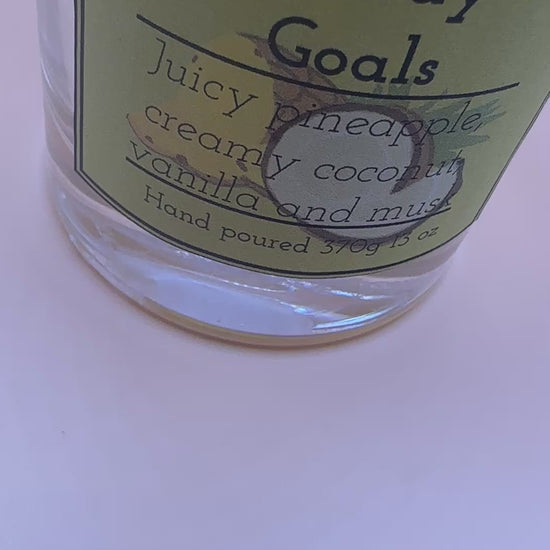 Goals
Juicy pineapple,
creamy coconut,
vanilla and musk
Hand poured 370g 13 oz